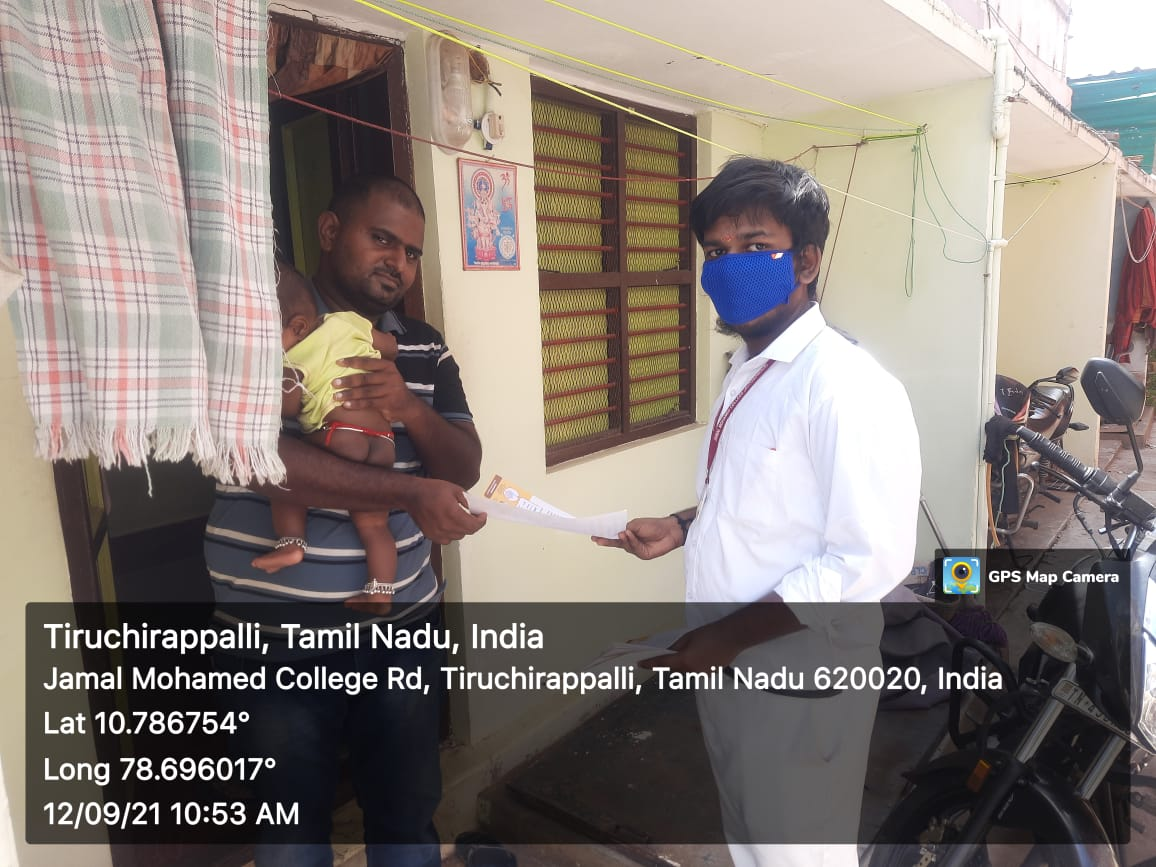 GPS Map Camera
Tiruchirappalli, Tamil Nadu, India
Jamal Mohamed College Rd, Tiruchirappalli, Tamil Nadu 620020, India
Lat 10.786754°
Long 78.696017°
12/09/21 10:53 AM